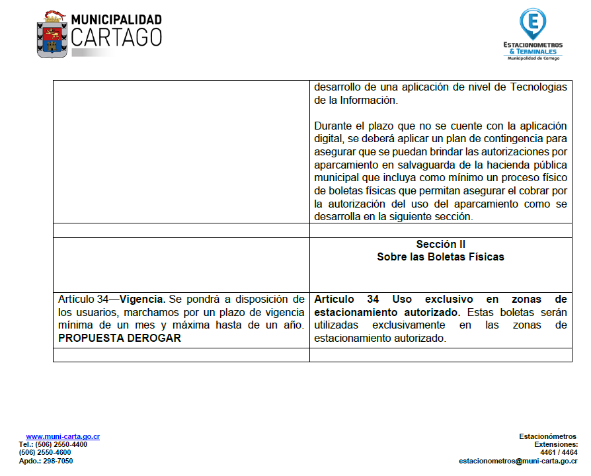 MUNICIPALIDAD
CARTAGO
ESTACIONÓMETROS
& TERMINALES
Municipalidad de Cartago
desarrollo de una aplicación de nivel de Tecnologías
de la Información.
Durante el plazo que no se cuente con la aplicación
digital, se deberá aplicar un plan de contingencia para
asegurar que se puedan brindar las autorizaciones por
aparcamiento en salvaguarda de la hacienda pública
municipal que incluya como mínimo un proceso físico
de boletas físicas que permitan asegurar el cobrar por
la autorización del uso del aparcamiento como se
desarrolla en la siguiente sección.
Sección II
Sobre las Boletas Físicas
Artículo 34—Vigencia. Se pondrá a disposición de
los usuarios, marchamos por un plazo de vigencia
mínima de un mes y máxima hasta de un año.
PROPUESTA DEROGAR
Artículo 34 Uso exclusivo en zonas de
estacionamiento autorizado. Estas boletas serán
utilizadas exclusivamente en las zonas de
estacionamiento autorizado.
www.muni-carta.go.cr
Tel.: (506) 2550-4400
(506) 2550-4600
Apdo.: 298-7050
Estacionómetros
Extensiones:
4461 / 4464
estacionometros@muni-carta.go.cr